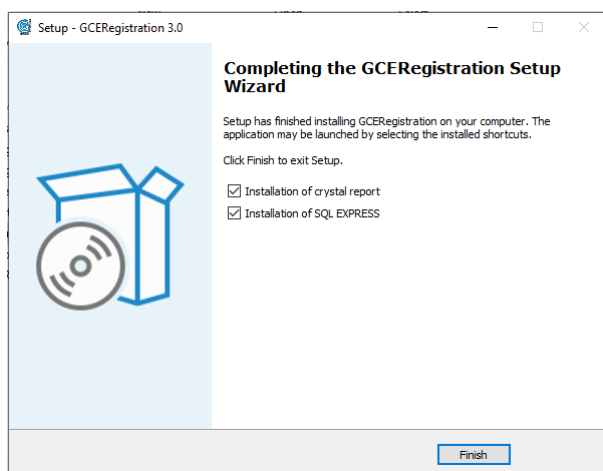 Setup - GCERegistration 3.0
Completing the GCERegistration Setup
Wizard
Setup has finished installing GCERegistration on your computer. The
application may be launched by selecting the installed shortcuts.
Click Finish to exit Setup.
Installation of crystal report
Installation of SQL EXPRESS
Finish